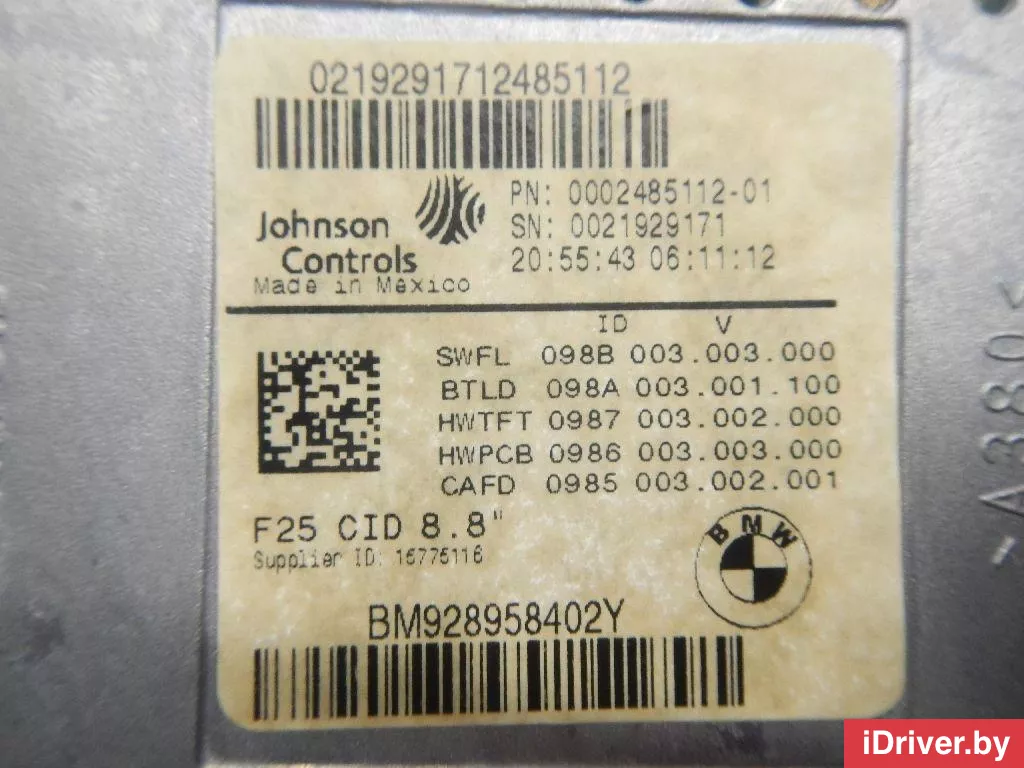 0219291712485112
Johnson
Controls
Made in Mexico
PN: 0002485112-01
SN: 0021929171
20:55:43 06:11:12
ID V
SWFL 098B 003.003.000
BTLD 098A 003.001.100
HWTFT 0987 003.002.000
HWPCB 0986 003.003.000
CAFD 0985 003.002.001
F25 CID 8.8"
Supplier ID: 16775116
BMW
BM928958402Y
iDriver.by